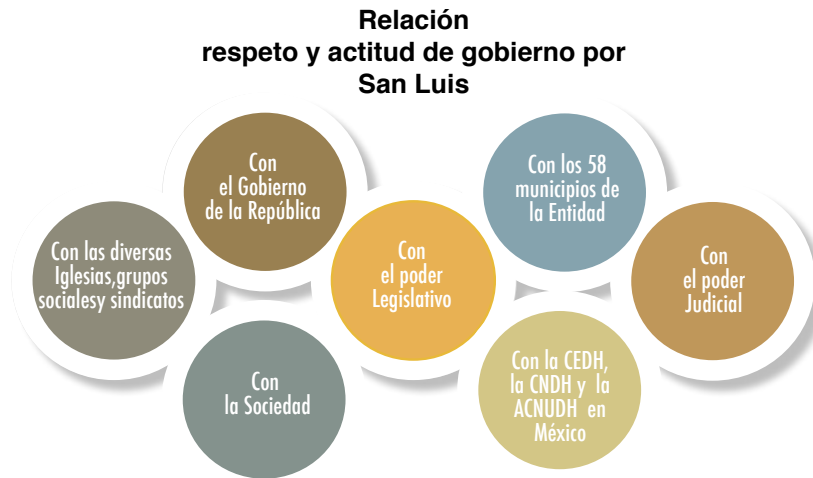 Relación
respeto y actitud de gobierno por
San Luis
Con
el Gobierno
de la República
Con los 58
municipios de
la Entidad
Con las diversas
Iglesias,grupos
socialesy sindicatos
Con
el poder
Legislativo
Con
el poder
Judicial
Con
la Sociedad
Con la CEDH,
la CNDH y la
ACNUDH en
México